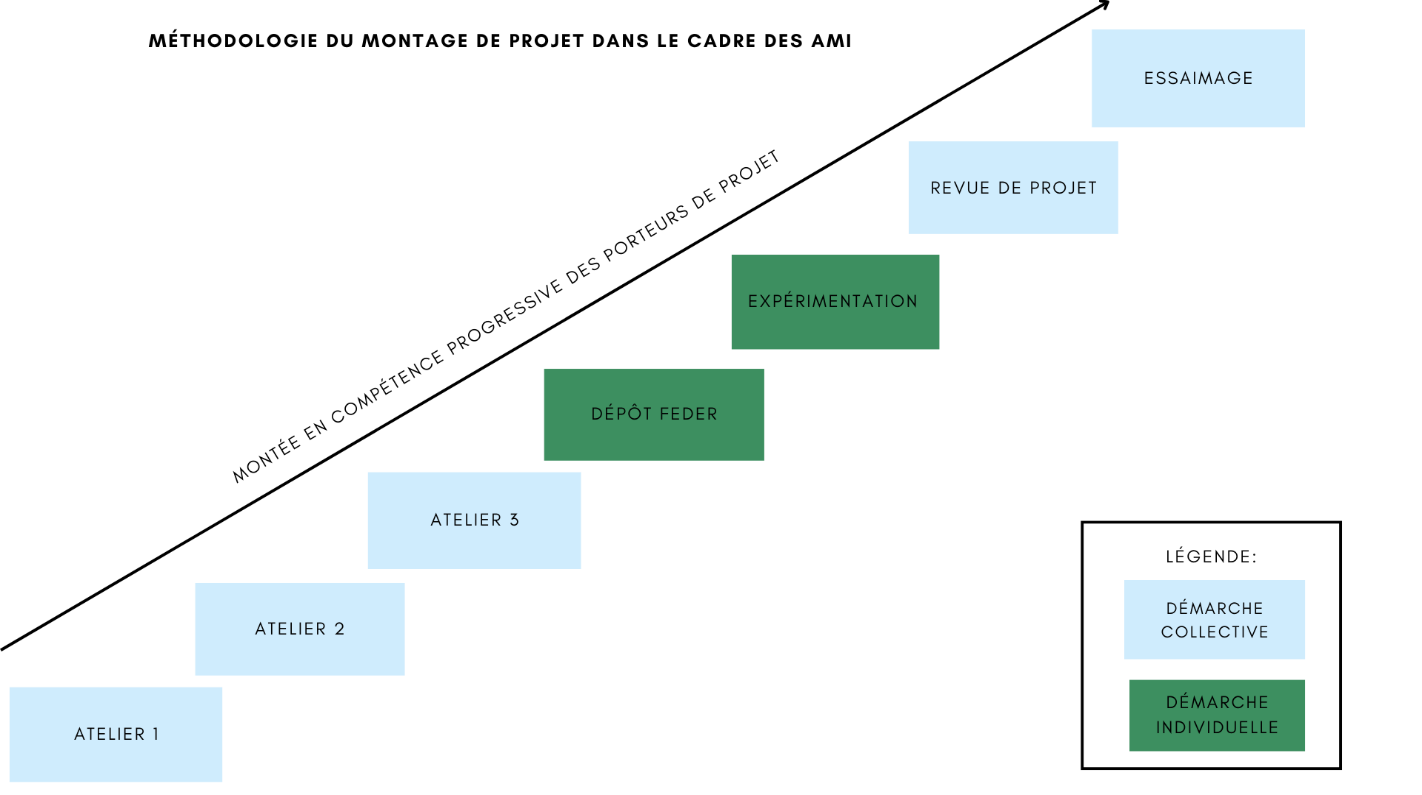 MÉTHODOLOGIE DU MONTAGE DE PROJET DANS LE CADRE DES AMI
ESSAIMAGE
REVUE DE PROJET
MONTÉE EN COMPÉTENCE PROGRESSIVE DES PORTEURS DE PROJET
EXPÉRIMENTATION
DÉPÔT FEDER
ATELIER 3
ATELIER 2
ATELIER 1
LÉGENDE:
DÉMARCHE
COLLECTIVE
DÉMARCHE
INDIVIDUELLE